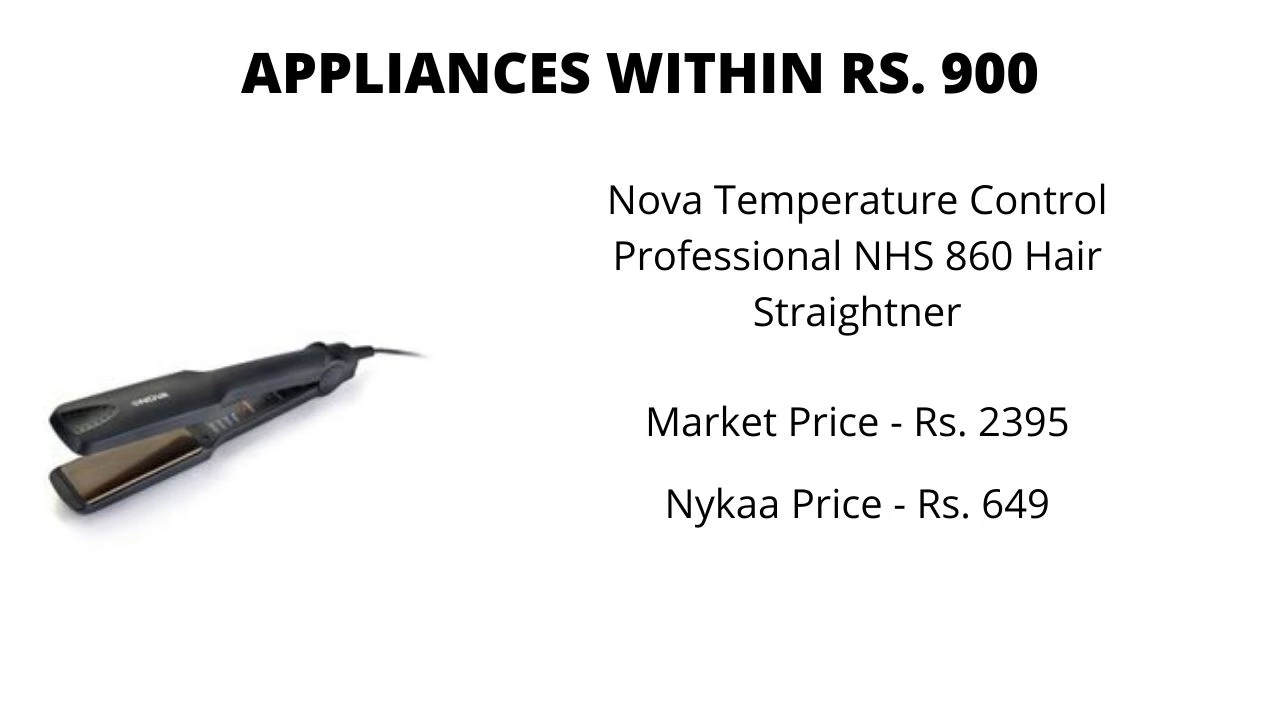 APPLIANCES WITHIN RS. 900
Nova Temperature Control
Professional NHS 860 Hair
Straightner
NOVA
Market Price - Rs. 2395
Nykaa Price - Rs. 649